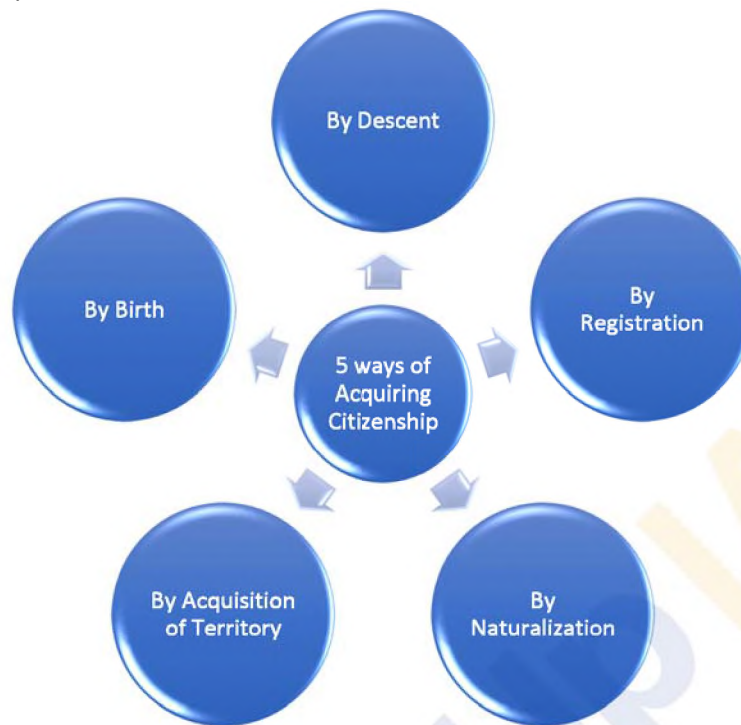 By Descent
By Birth
By
Registration
5 ways of
Acquiring
Citizenship
By Acquisition
of Territory
By
Naturalization